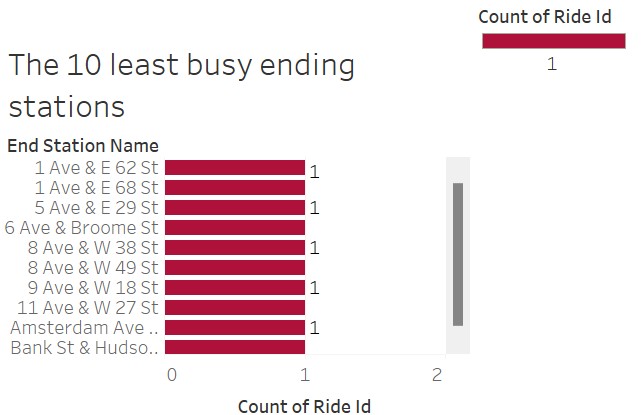 Count of Ride Id
1
The 10 least busy ending
stations
End Station Name
1 Ave & E 62 St 1
1 Ave & E 68 St
5 Ave & E 29 St 1
6 Ave & Broome St
8 Ave & W 38 St 1
8 Ave & W 49 St
9 Ave & W 18 St 1
11 Ave & W 27 St
Amsterdam Ave .. 1
Bank St & Hudso..
0 1 2
Count of Ride Id